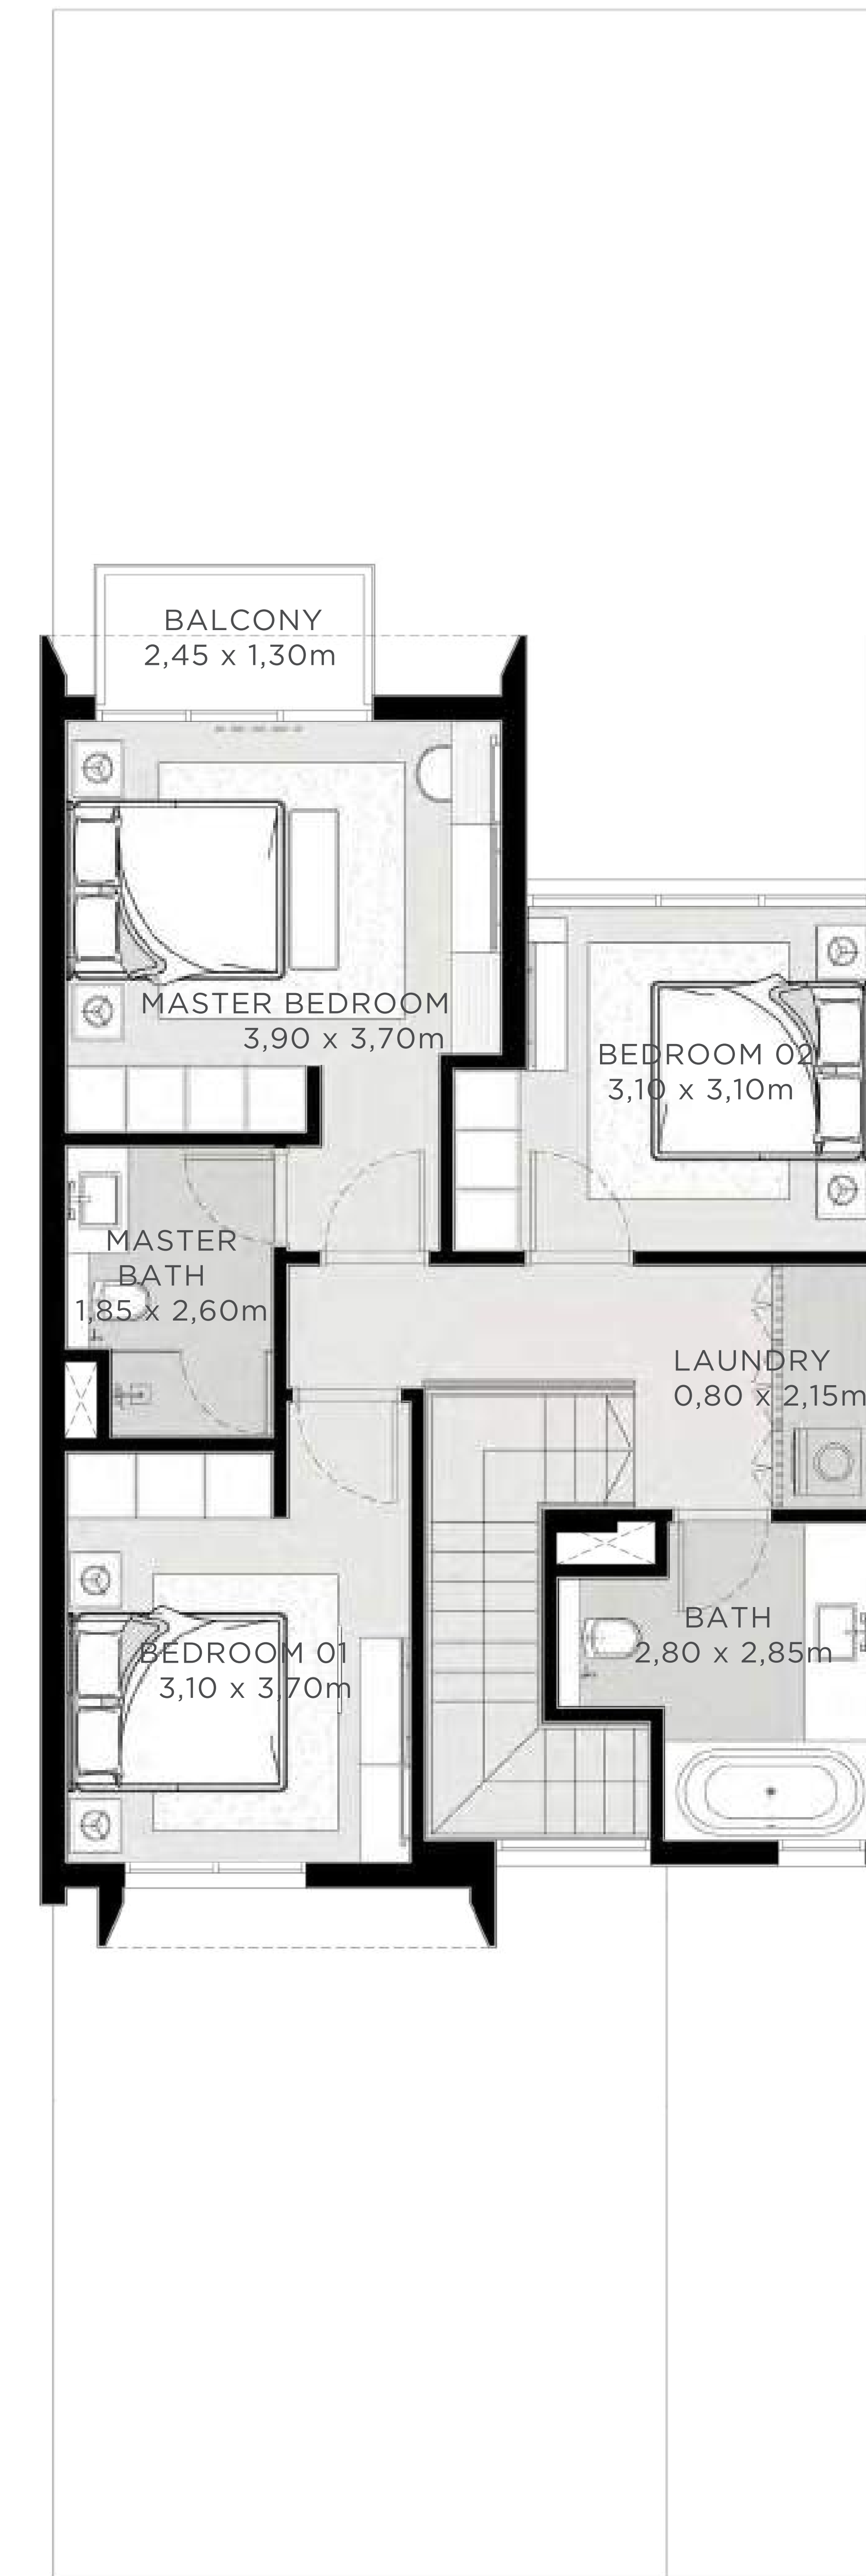 BALCONY
2,45 x 1,30m
MASTER BEDROOM
3,90 x 3,70m
BEDROOM 02
3,10 x 3,10m
MASTER
BATH
1,85 x 2,60m
LAUNDRY
0,80 x 2,15m
BATH
2,80 x 2,85m
BEDROOM 01
3,10 x 3,70m